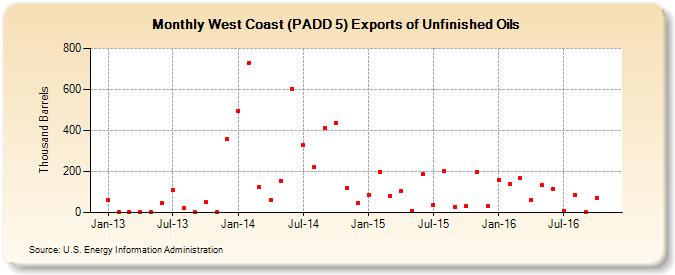 Monthly West Coast (PADD 5) Exports of Unfinished Oils
Thousand Barrels
800
600
400
200
0
Jan-13 Jul-13 Jan-14 Jul-14 Jan-15 Jul-15 Jan-16 Jul-16
Source: U.S. Energy Information Administration